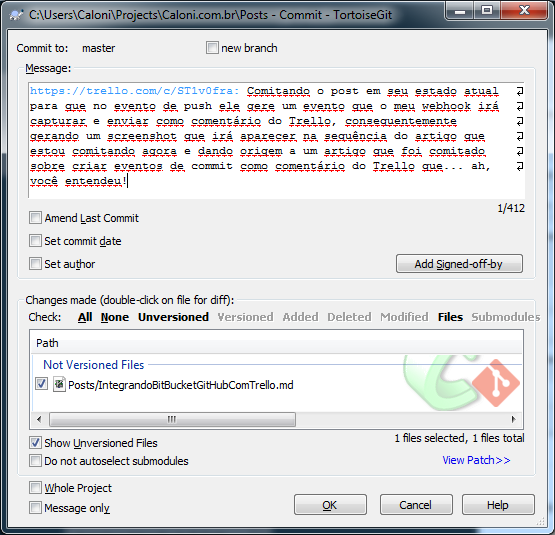 C:\Users\Caloni\Projects\Caloni.com.br\Posts - Commit - TortoiseGit
Commit to: master new branch
Message:
https://trello.com/c/ST1v0fra: Comitando o post em seu estado atual
para que no evento de push ele gere um evento que o meu webhook irá
capturar e enviar como comentário do Trello, consequentemente
gerando um screenshot que irá aparecer na sequência do artigo que
estou comitando agora e dando origem a um artigo que foi comitado
sobre criar eventos de commit como comentário do Trello que... ah,
você entendeu!
1/412
Amend Last Commit
Set commit date
Set author
Add Signed-off-by
Changes made (double-click on file for diff):
Check: All None Unversioned Versioned Added Deleted Modified Files Submodules
Path
Not Versioned Files
Posts/IntegrandoBitBucketGitHubComTrello.md
Show Unversioned Files
1 files selected, 1 files total
Do not autoselect submodules
View Patch>>
Whole Project
Message only
OK Cancel Help